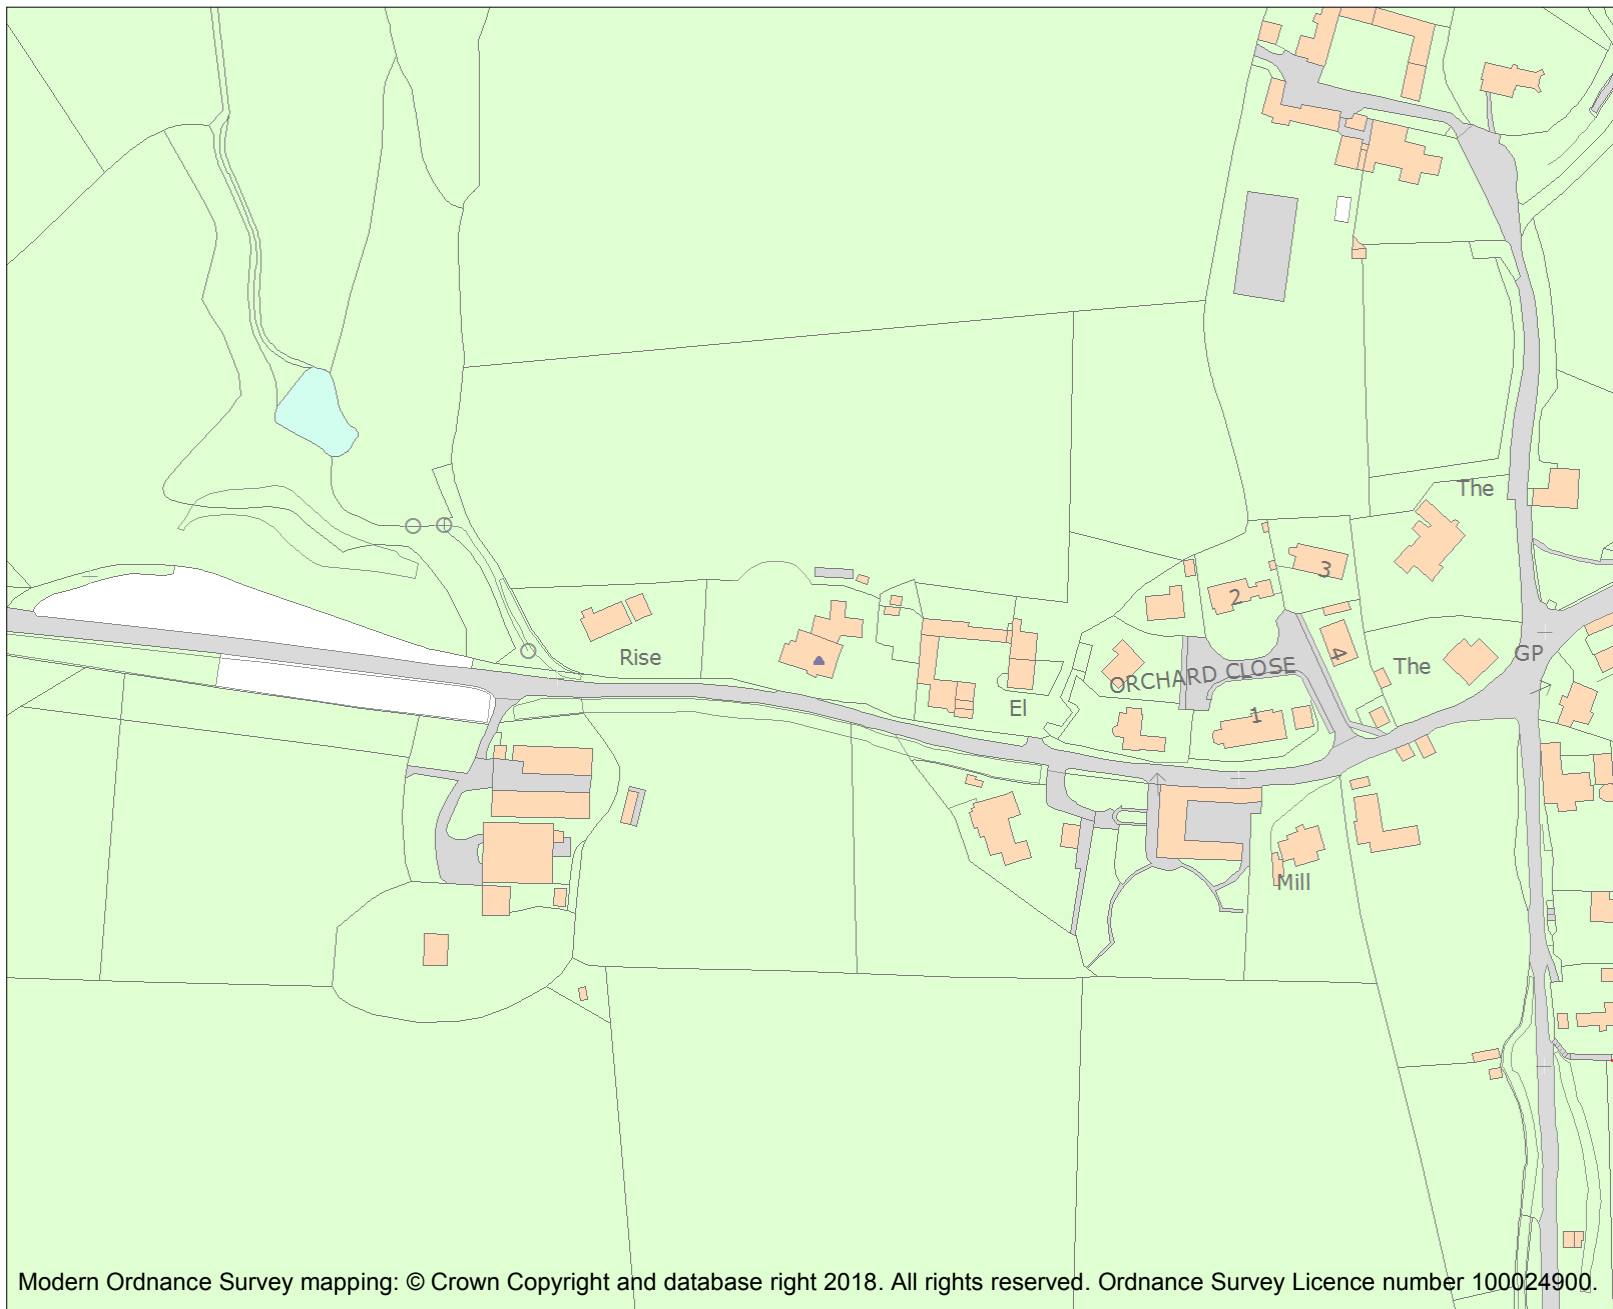 The
3
2
4
GP
Rise
The
ORCHARD CLOSE
El
1
Mill
Modern Ordnance Survey mapping: © Crown Copyright and database right 2018. All rights reserved. Ordnance Survey Licence number 100024900.